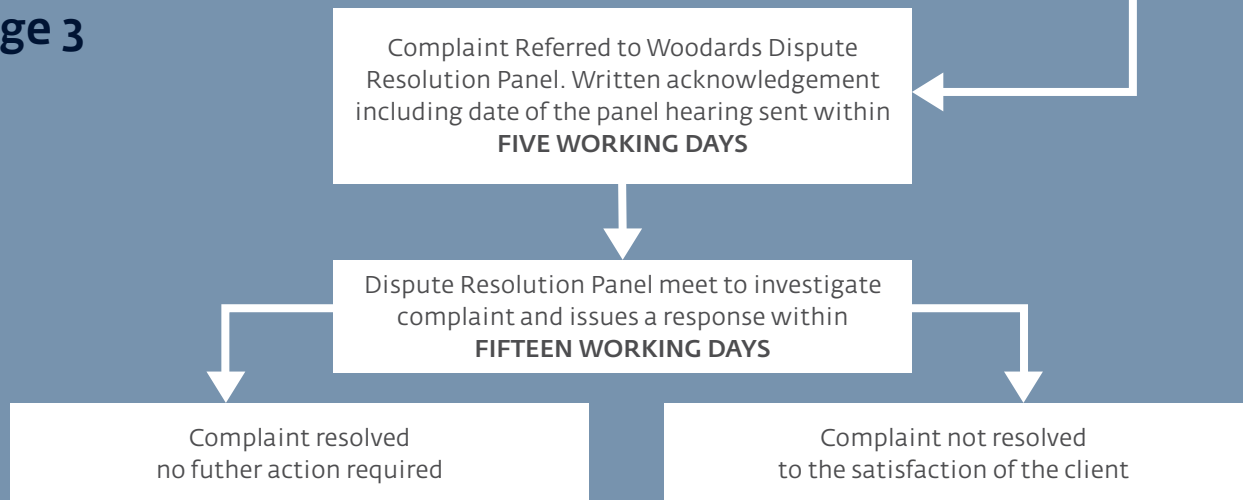 ge 3
Complaint Referred to Woodards Dispute
Resolution Panel. Written acknowledgement
including date of the panel hearing sent within
FIVE WORKING DAYS
Dispute Resolution Panel meet to investigate
complaint and issues a response within
FIFTEEN WORKING DAYS
Complaint resolved
no futher action required
Complaint not resolved
to the satisfaction of the client